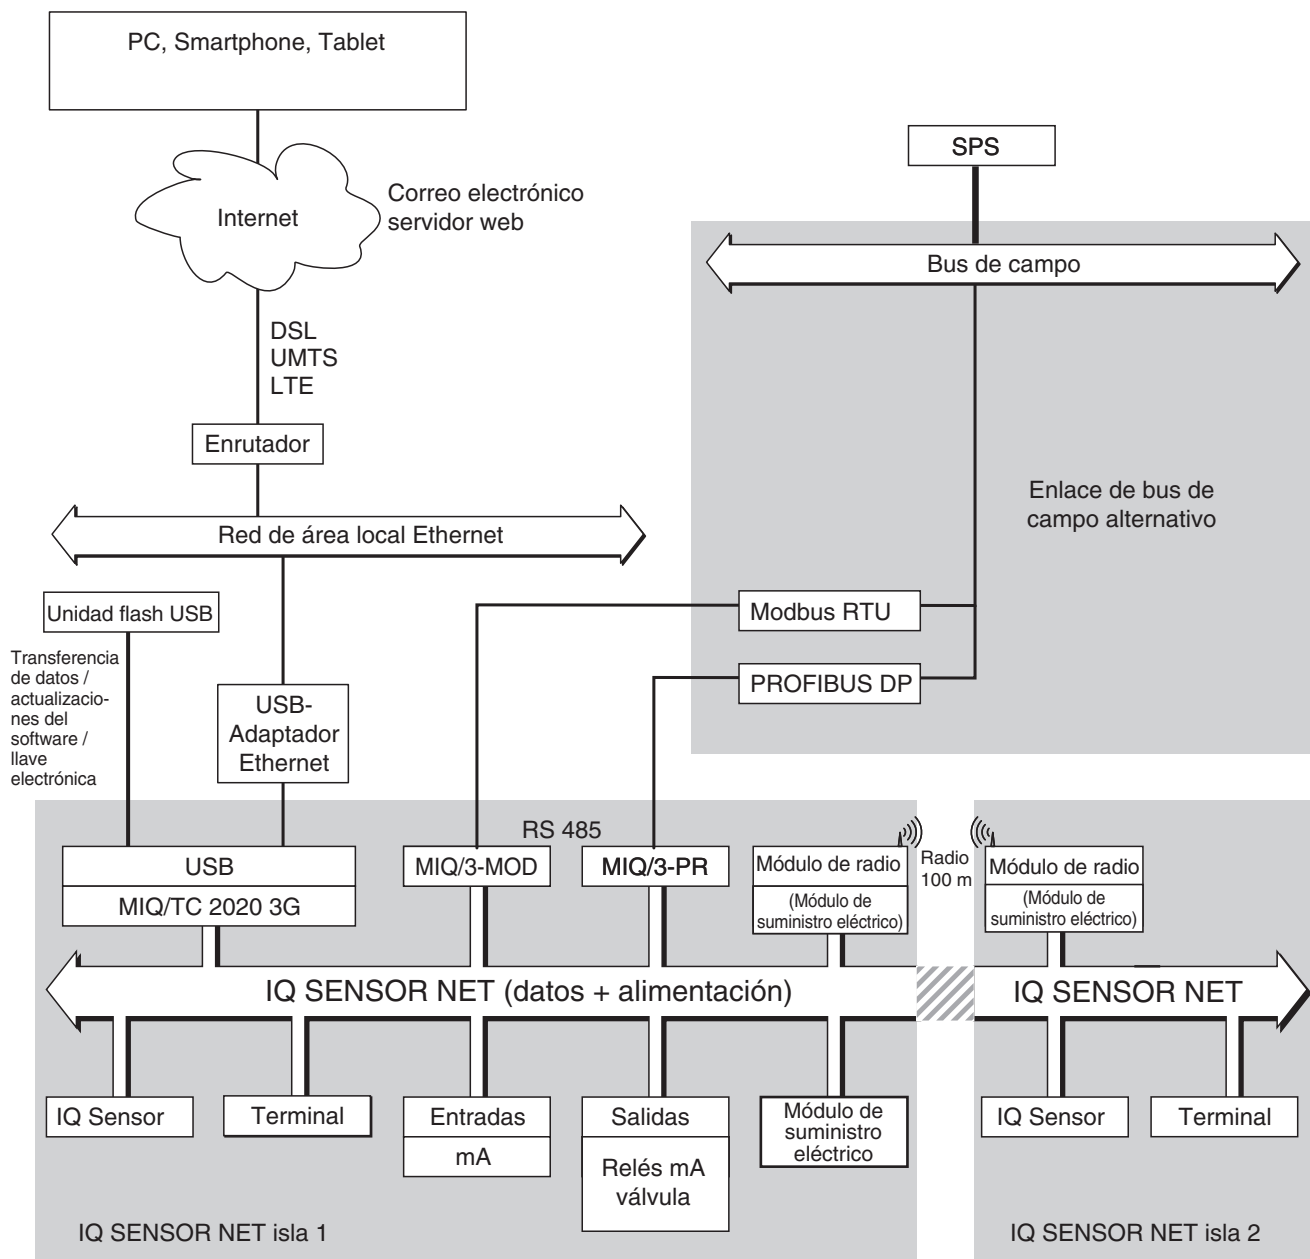 PC, Smartphone, Tablet
Internet
Correo electrónico
servidor web
DSL
UMTS
LTE
Enrutador
Red de área local Ethernet
SPS
Bus de campo
Enlace de bus de
campo alternativo
Modbus RTU
PROFIBUS DP
Unidad flash USB
Transferencia
de datos /
actualizacio-
nes del
software /
llave
electrónica
USB-
Adaptador
Ethernet
RS 485
USB
MIQ/TC 2020 3G
MIQ/3-MOD
MIQ/3-PR
Módulo de radio
(Módulo de
suministro eléctrico)
Radio
100 m
Módulo de radio
(Módulo de
suministro eléctrico)
IQ SENSOR NET (datos + alimentación)
IQ SENSOR NET
IQ Sensor
Terminal
Entradas
mA
Salidas
Relés mA
válvula
Módulo de
suministro
eléctrico
IQ Sensor
Terminal
IQ SENSOR NET isla 1
IQ SENSOR NET isla 2